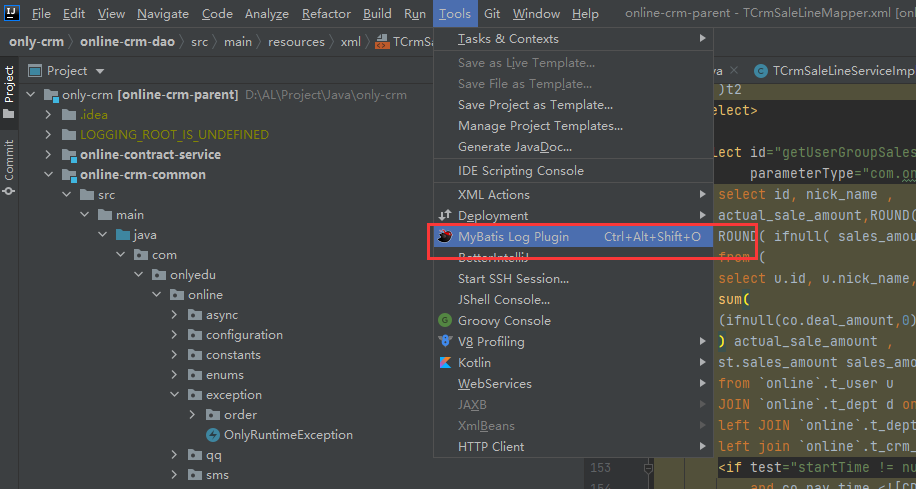 IJ File Edit View Navigate Code Analyze Refactor Build Run Tools Git Window Help online-crm-parent - TCrmSaleLineMapper.xml [on
only-crm online-crm-dao src main resources xml TCrmSa
Project
Project
Commit
only-crm [online-crm-parent] D:\AL\Project\Java\only-crm
.idea
LOGGING_ROOT_IS_UNDEFINED
online-contract-service
online-crm-common
src
main
java
com
onlyedu
online
async
configuration
constants
enums
exception
order
OnlyRuntimeException
qq
sms
Tasks & Contexts
Save as Live Template...
Save File as Template...
Save Project as Template...
Manage Project Templates...
Generate JavaDoc...
IDE Scripting Console
XML Actions
Deployment
MyBatis Log Plugin Ctrl+Alt+Shift+O
BetterIntelliJ
Start SSH Session...
JShell Console...
Groovy Console
V8 Profiling
Kotlin
WebServices
JAXB
XmlBeans
HTTP Client
va TCrmSaleLineServiceImp
)t2
elect>
lect id="getUserGroupSales
parameterType="com.on
select id, nick_name ,
actual_sale_amount,ROUND(
ROUND( ifnull( sales_amou
from (
select u.id, u.nick_name,
sum(
(ifnull(co.deal_amount,0)
) actual_sale_amount ,
st.sales_amount sales_amo
from `online`.t_user u
JOIN `online`.t_dept d on
left JOIN `online`.t_dept
left join `online`.t_crm_
153 <if test="startTime != nu
and co.pay_time <![CD